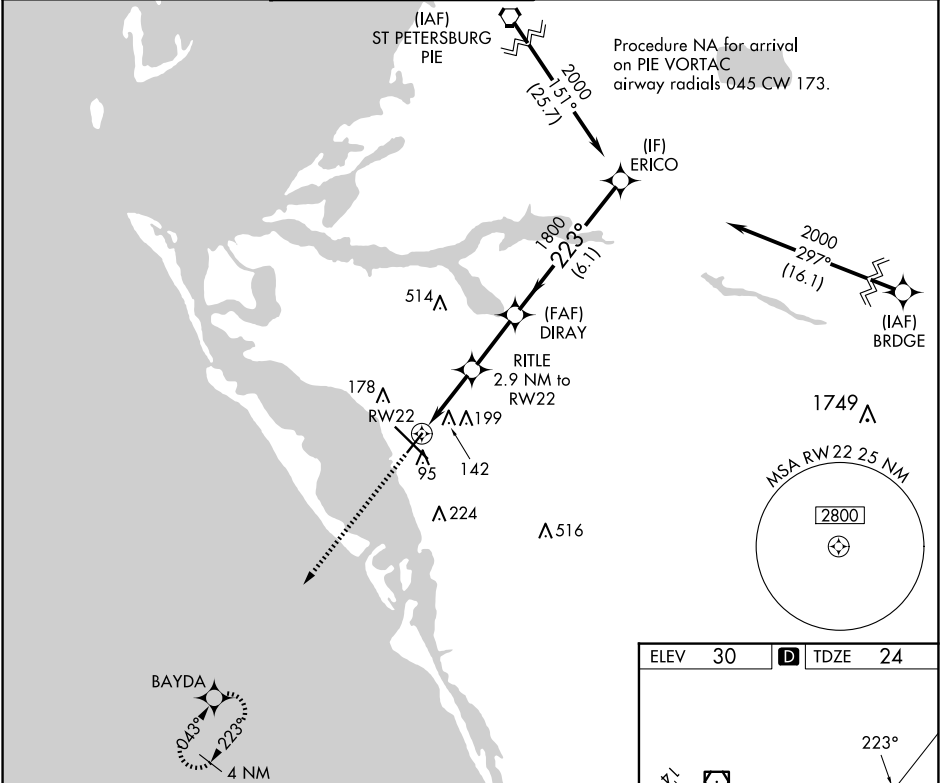 (IAF)
ST PETERSBURG
PIE
Procedure NA for arrival
on PIE VORTAC
airway radials 045 CW 173.
2000
151°
(25.7)
(IF)
ERICO
1800
223°
(6.1)
2000
297°
(16.1)
(IAF)
BRDGE
514
(FAF)
DIRAY
RITLE
2.9 NM to
RW22
178
RW22
199
142
95
1749
MSA RW 22 25 NM
2800
224
516
ELEV 30 D TDZE 24
BAYDA
043°
223°
4 NM
223°